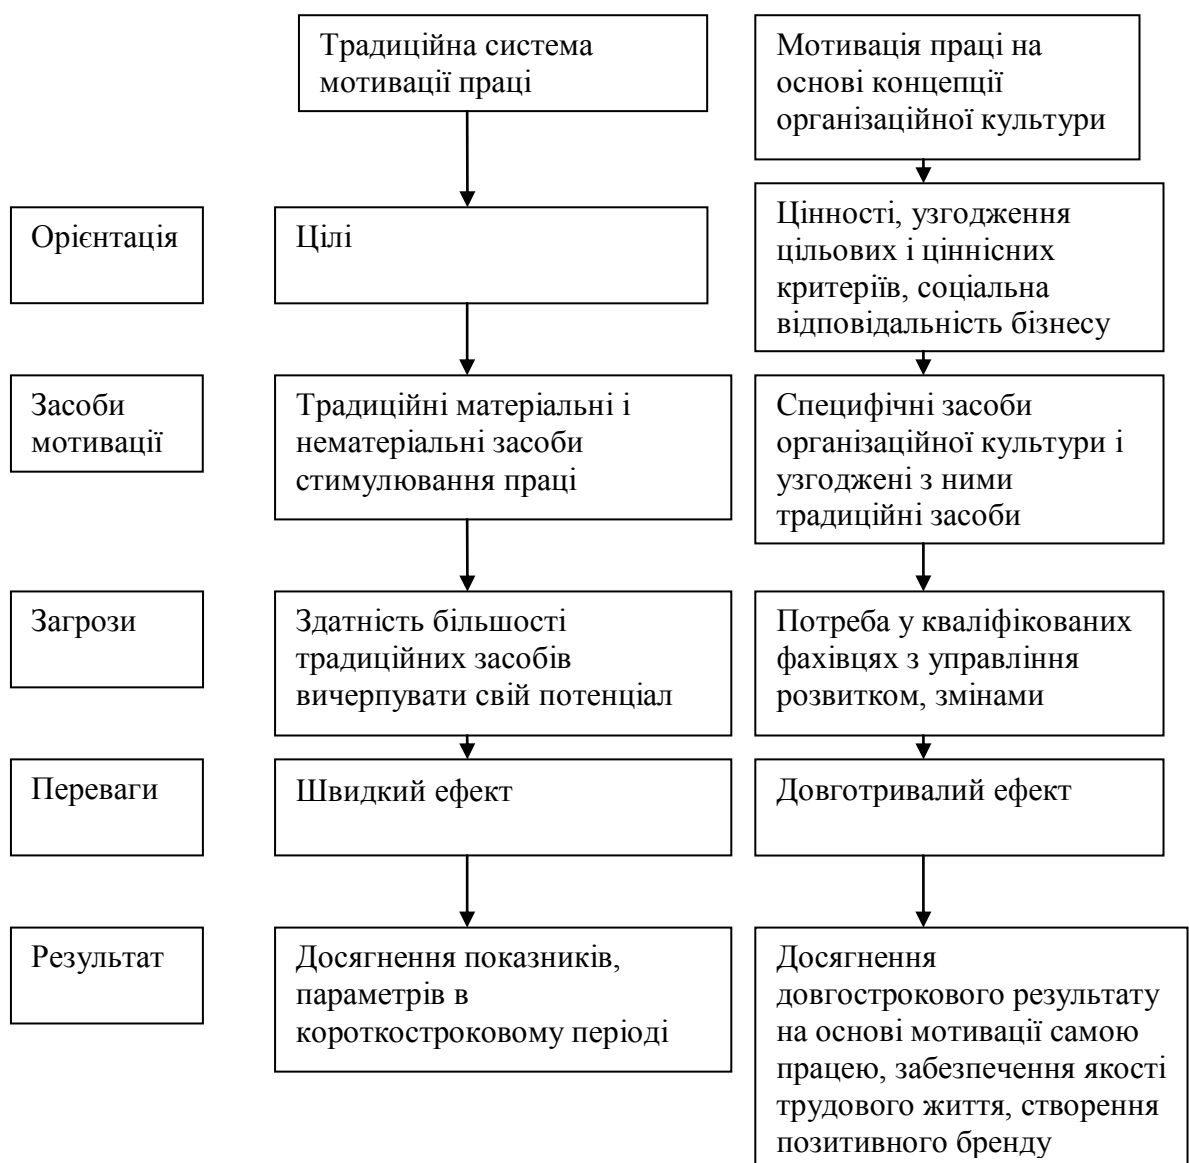 Традиційна система
мотивації праці
Мотивація праці на
основі концепції
організаційної культури
Орієнтація
Цілі
Цінності, узгодження
цільових і ціннісних
критеріїв, соціальна
відповідальність бізнесу
Засоби
мотивації
Традиційні матеріальні і
нематеріальні засоби
стимулювання праці
Специфічні засоби
організаційної культури і
узгоджені з ними
традиційні засоби
Загрози
Здатність більшості
традиційних засобів
вичерпувати свій потенціал
Потреба у кваліфікованих
фахівцях з управління
розвитком, змінами
Переваги
Швидкий ефект
Довготривалий ефект
Результат
Досягнення показників,
параметрів в
короткостроковому періоді
Досягнення
довгострокового результату
на основі мотивації самою
працею, забезпечення якості
трудового життя, створення
позитивного бренду